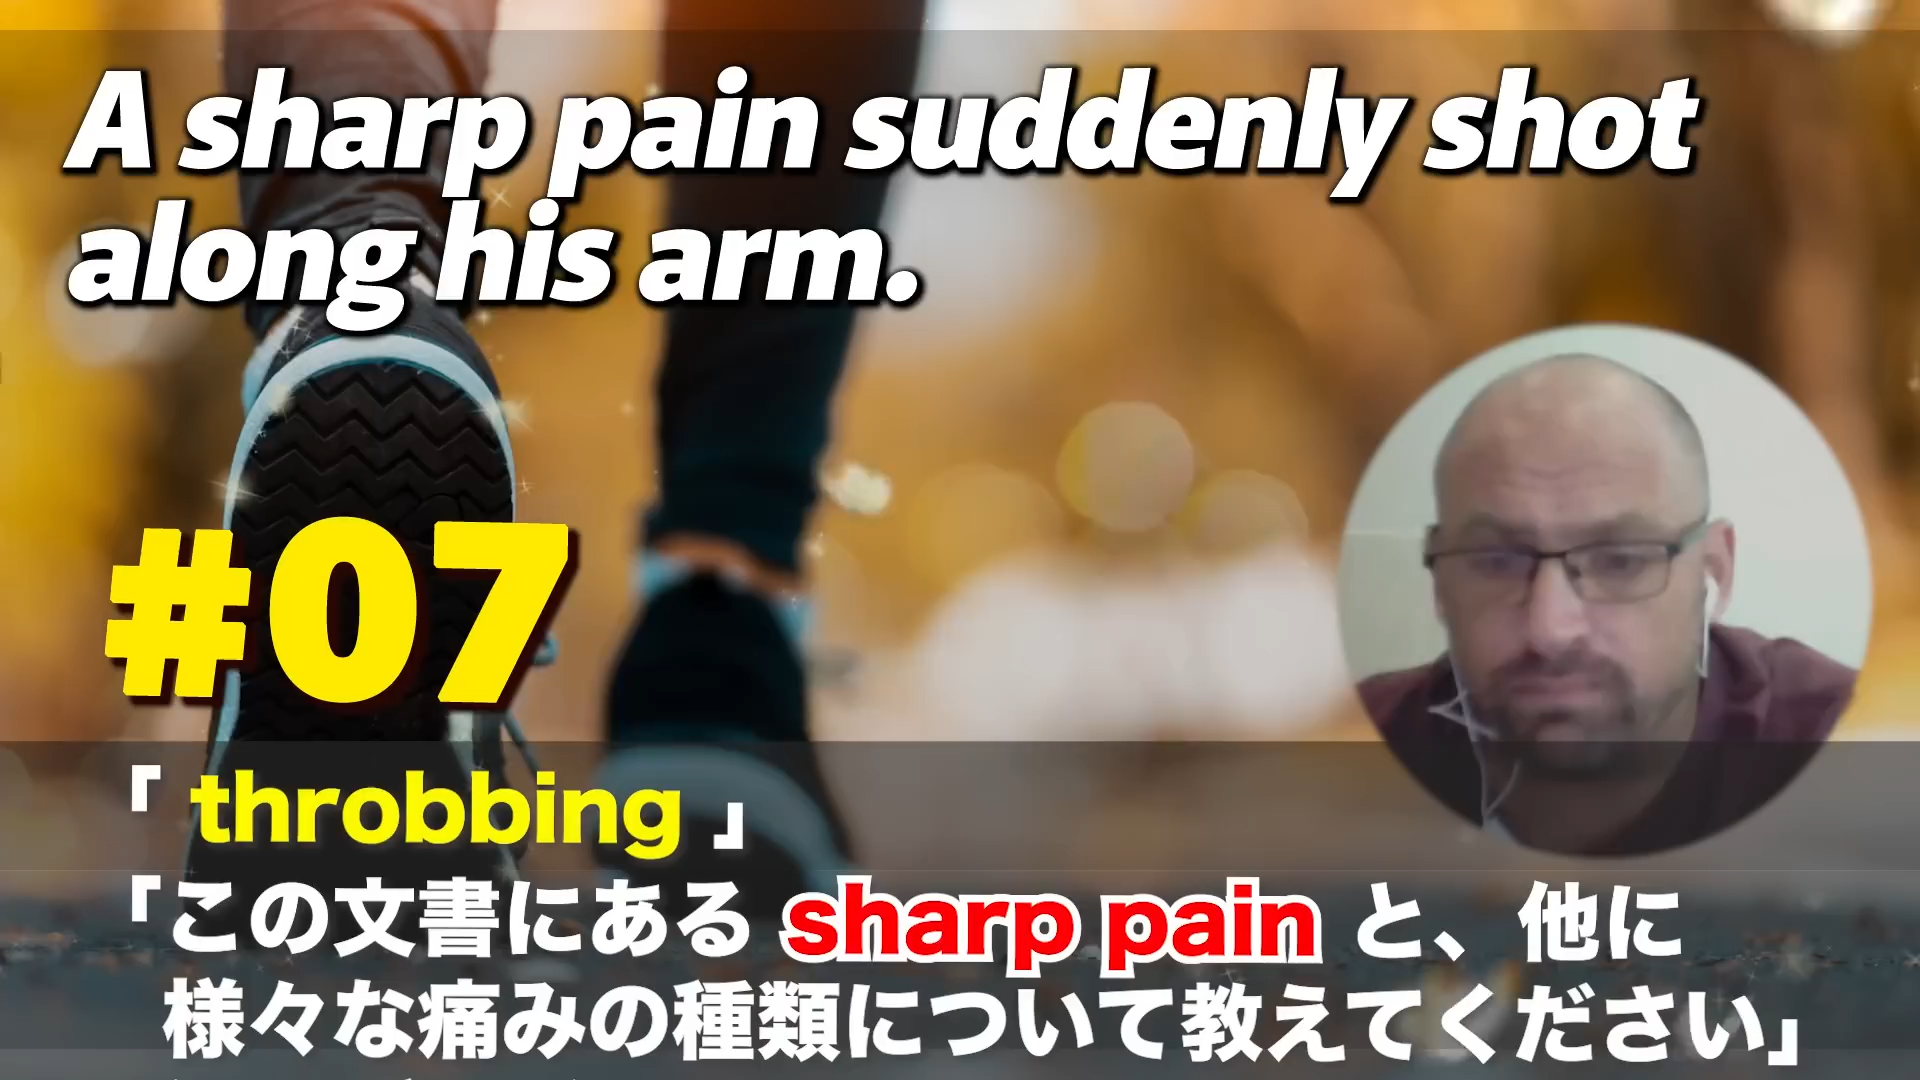 A sharp pain suddenly shot
along his arm.
#07
「 throbbing 」
「この文書にある sharp pain と、他に
様々な痛みの種類について教えてください」